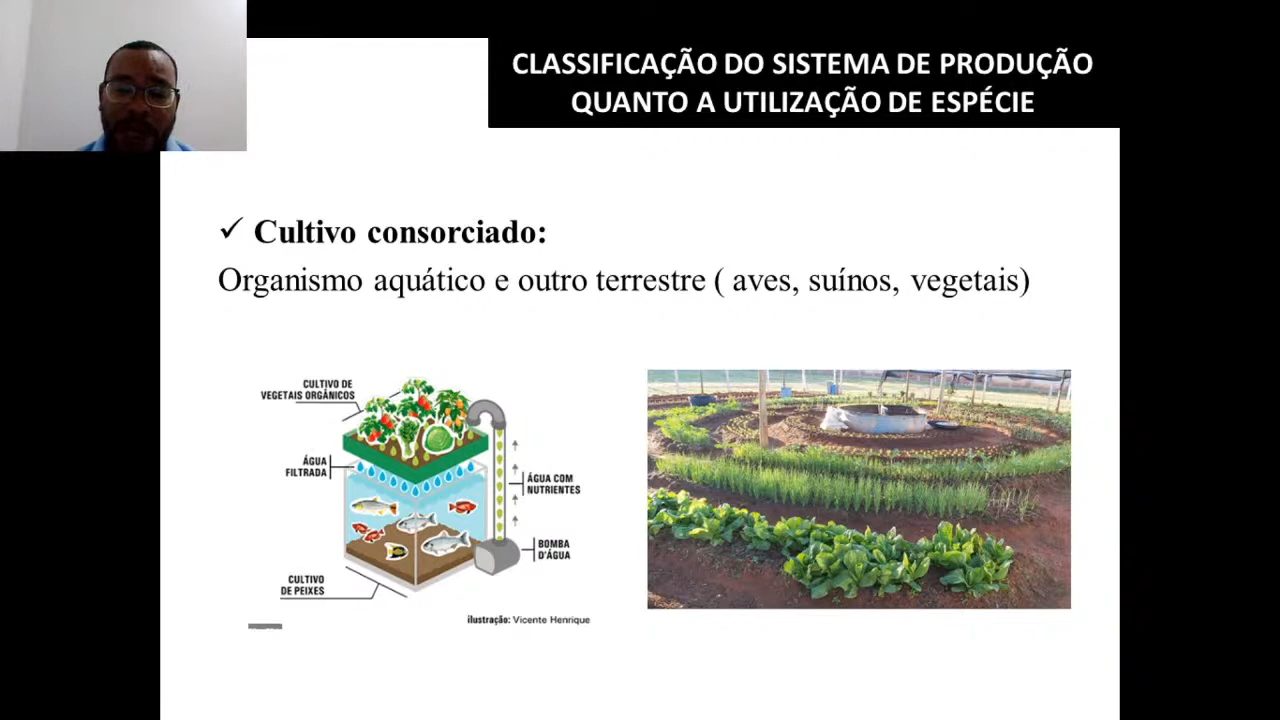 CLASSIFICAÇÃO DO SISTEMA DE PRODUÇÃO
QUANTO A UTILIZAÇÃO DE ESPÉCIE
✓ Cultivo consorciado:
Organismo aquático e outro terrestre ( aves, suínos, vegetais)
CULTIVO DE
VEGETAIS ORGÂNICOS
ÁGUA
FILTRADA
ÁGUA COM
NUTRIENTES
BOMBA
D'ÁGUA
CULTIVO
DE PEIXES
ilustração: Vicente Henrique